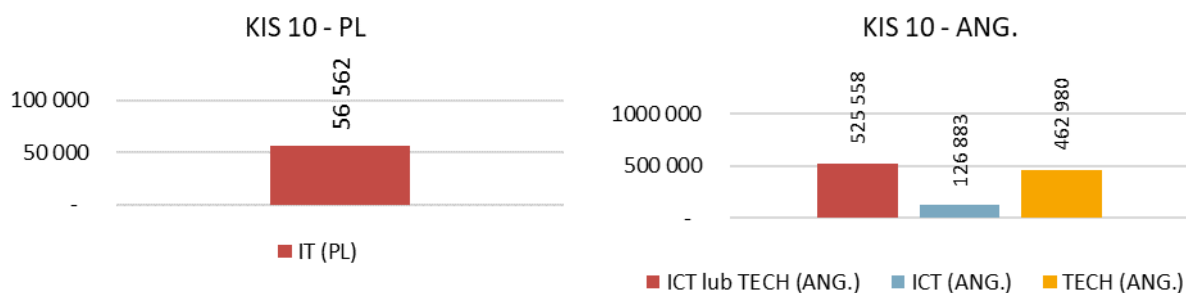 KIS 10 - PL
56 562
100 000
50 000
-
IT (PL)
KIS 10 - ANG.
525 558
126 883
462 980
1000 000
500 000
-
ICT lub TECH (ANG.) ICT (ANG.) TECH (ANG.)